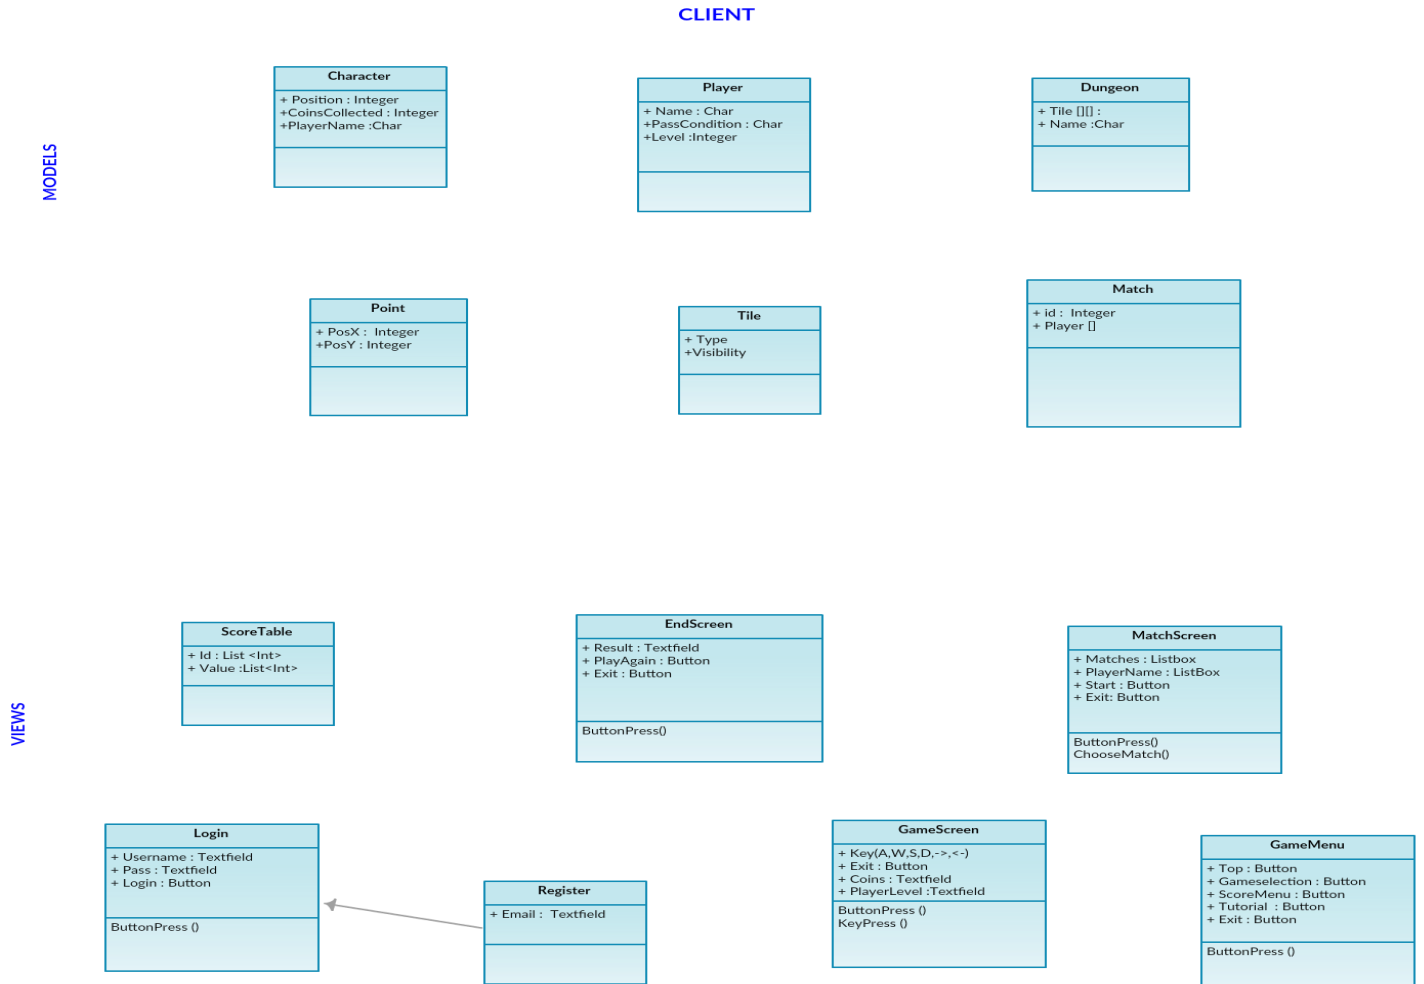 CLIENT
MODELS
Character
+ Position : Integer
+CoinsCollected : Integer
+PlayerName :Char
Player
+ Name : Char
+PassCondition : Char
+Level :Integer
Dungeon
+ Tile [][] :
+ Name :Char
Point
+ PosX :  Integer
+PosY : Integer
Tile
+ Type
+Visibility
Match
+ id :  Integer
+ Player []
VIEWS
ScoreTable
+ Id : List <Int>
+ Value :List<Int>
EndScreen
+ Result : Textfield
+ PlayAgain : Button
+ Exit : Button
ButtonPress()
MatchScreen
+ Matches : Listbox
+ PlayerName : ListBox
+ Start : Button
+ Exit: Button
ButtonPress()
ChooseMatch()
Login
+ Username : Textfield
+ Pass : Textfield
+ Login : Button
ButtonPress ()
Register
+ Email :  Textfield
GameScreen
+ Key(A,W,S,D,->,<-)
+ Exit : Button
+ Coins : Textfield
+ PlayerLevel :Textfield
ButtonPress ()
KeyPress ()
GameMenu
+ Top : Button
+ Gameselection : Button
+ ScoreMenu : Button
+ Tutorial  : Button
+ Exit : Button
ButtonPress ()